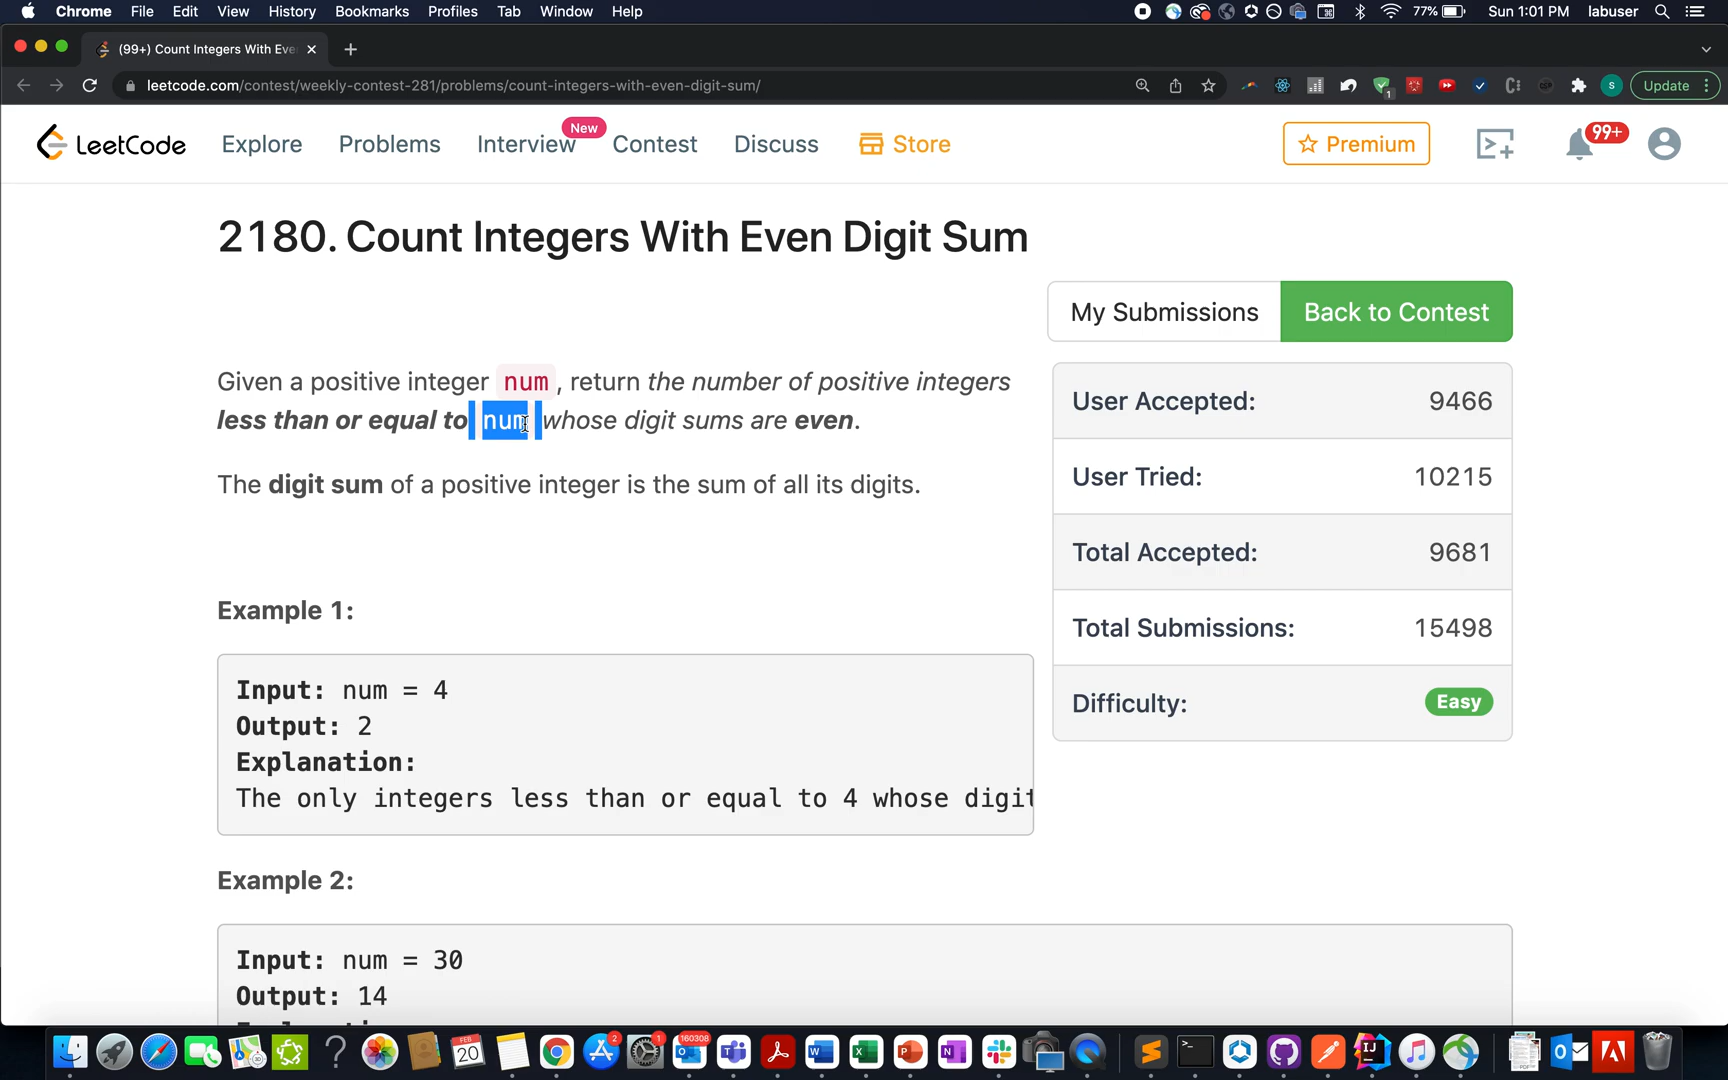 Chrome File Edit View History Bookmarks Profiles Tab Window Help 77% Sun 1:01 PM labuser
(99+) Count Integers With Eve
leetcode.com/contest/weekly-contest-281/problems/count-integers-with-even-digit-sum/ 1 S Update
LeetCode Explore Problems Interview New Contest Discuss Store Premium 99+
2180. Count Integers With Even Digit Sum
My Submissions Back to Contest
Given a positive integer num, return the number of positive integers
less than or equal to num whose digit sums are even.
The digit sum of a positive integer is the sum of all its digits.
User Accepted: 9466
User Tried: 10215
Total Accepted: 9681
Total Submissions: 15498
Difficulty: Easy
Example 1:
Input: num = 4
Output: 2
Explanation:
The only integers less than or equal to 4 whose digit
Example 2:
Input: num = 30
Output: 14
FEB 20 2 1 160308